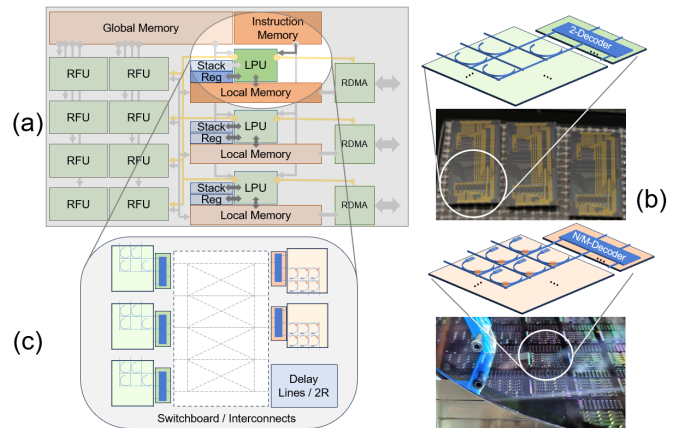 (a)
Global Memory
Instruction
Memory
RFU RFU
Stack
Reg
LPU
Local Memory
RDMA
RFU RFU
Stack
Reg
LPU
Local Memory
RDMA
RFU RFU
Stack
Reg
LPU
Local Memory
RDMA
RFU RFU
2-Decoder
...
...
(b)
N/M-Decoder
...
...
(c)
Delay
Lines / 2R
Switchboard / Interconnects